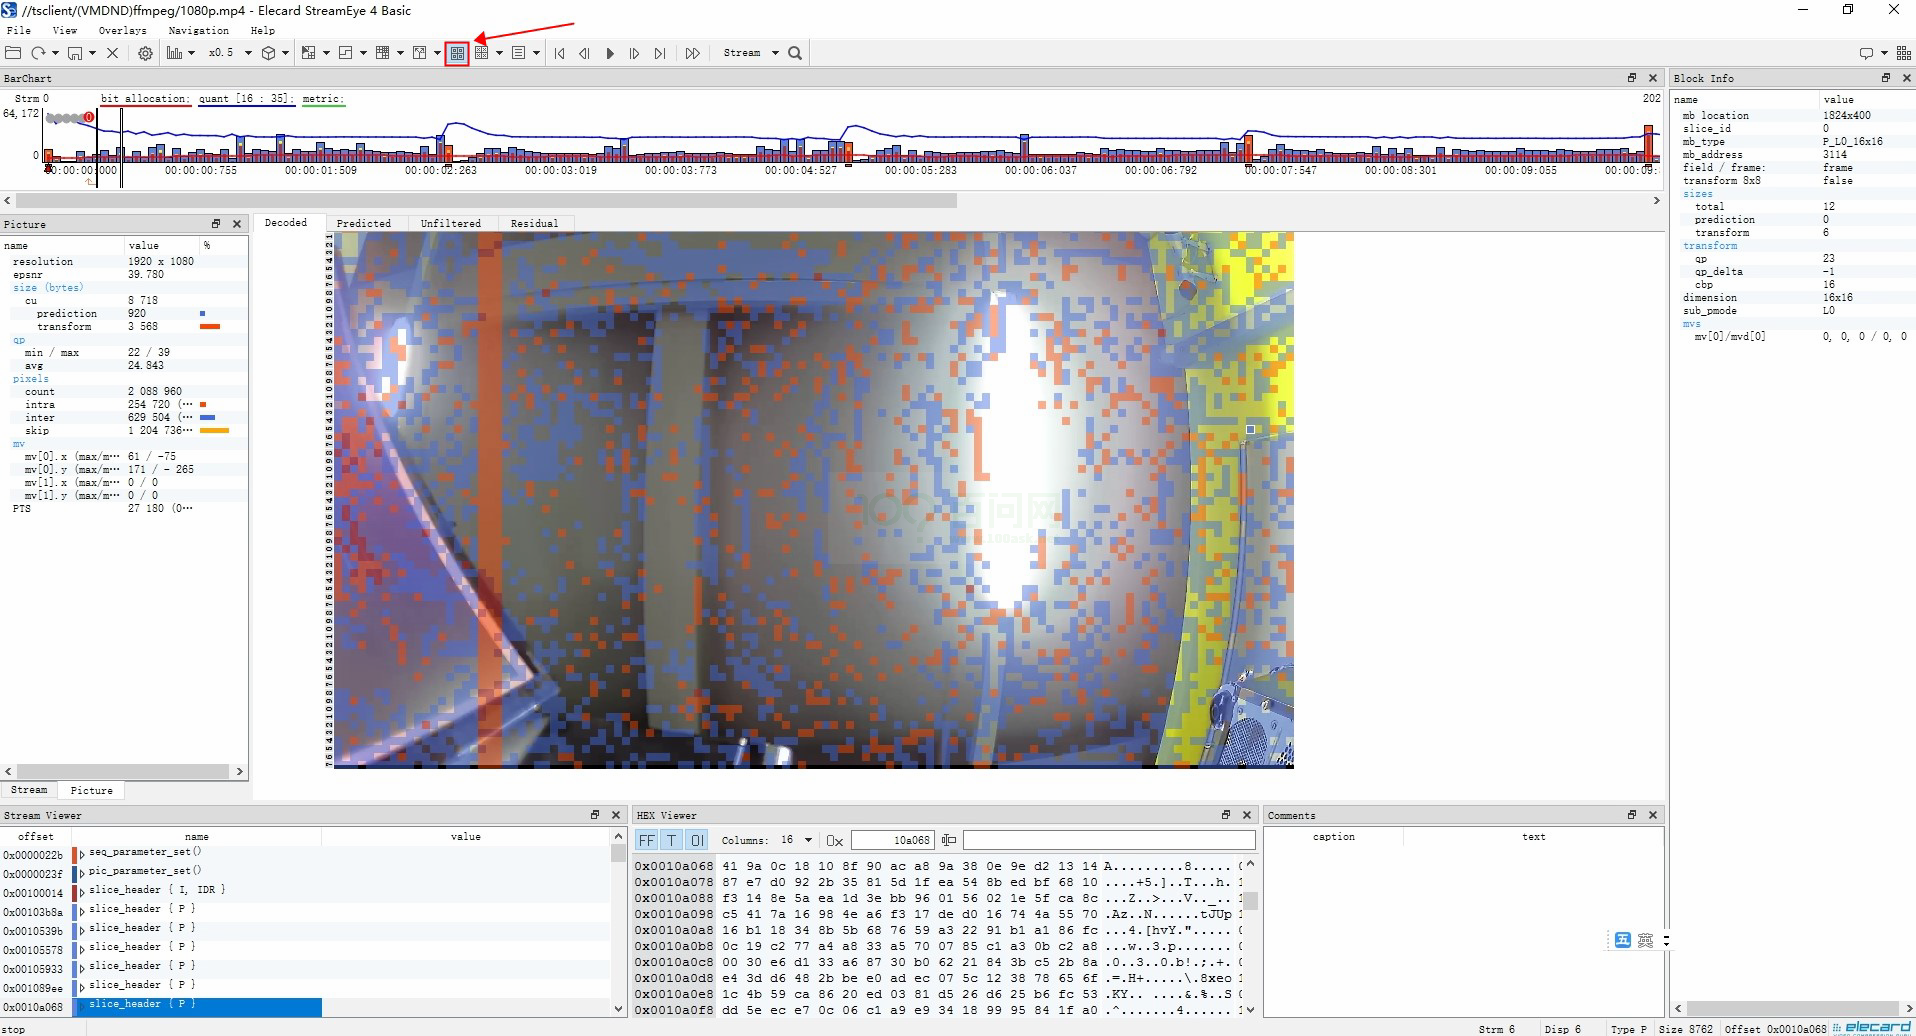 //tsclient/(VMDND)ffmpeg/1080p.mp4 - Elecard StreamEye 4 Basic
File View Overlays Navigation Help
x0.5 Stream
BarChart
Strm 0 bit allocation: quant [16 : 35]: metric: 202
64,172
0
00:00:00:000 00:00:00:755 00:00:01:509 00:00:02:263 00:00:03:019 00:00:03:773 00:00:04:527 00:00:05:283 00:00:06:037 00:00:06:792 00:00:07:547 00:00:08:301 00:00:09:055 00:00:09:
Block Info
name value
mb location 1824x400
slice_id 0
mb_type P_L0_16x16
mb_address 3114
field / frame: frame
transform 8x8 false
sizes
total 12
prediction 0
transform 6
transform
qp 23
qp_delta -1
cbp 16
dimension 16x16
sub_pmode L0
mvs
mv[0]/mvd[0] 0, 0, 0 / 0, 0
Picture
name value %
resolution 1920 x 1080
epsnr 39.780
size (bytes)
cu 8 718
prediction 920
transform 3 568
qp
min / max 22 / 39
avg 24.843
pixels
count 2 088 960
intra 254 720 (···
inter 629 504 (···
skip 1 204 736···
mv
mv[0].x (max/m··· 61 / -75
mv[0].y (max/m··· 171 / - 265
mv[1].x (max/m··· 0 / 0
mv[1].y (max/m··· 0 / 0
PTS 27 180 (0···
Stream Picture
Decoded Predicted Unfiltered Residual
百问网
www.100ask.net
Stream Viewer
offset name value
0x0000022b seq_parameter_set()
0x0000023f pic_parameter_set()
0x00100014 slice_header { I, IDR }
0x00103b8a slice_header { P }
0x0010539b slice_header { P }
0x00105578 slice_header { P }
0x00105933 slice_header { P }
0x001089ee slice_header { P }
0x0010a068 slice_header { P }
HEX Viewer
FF T 0I Columns: 16 0x 10a068
0x0010a068 41 9a 0c 18 10 8f 90 ac a8 9a 38 0e 9e d2 13 14 A.........8.....
0x0010a078 87 e7 d0 92 2b 35 81 5d 1f ea 54 8b ed bf 68 10 ....+5.]..T...h.
0x0010a088 f3 14 8e 5a ea 1d 3e bb 96 01 56 02 1e 5f ca 8c ...Z..>...V.._..
0x0010a098 c5 41 7a 16 98 4e a6 f3 17 de d0 16 74 4a 55 70 .Az..N......tJUp
0x0010a0a8 16 b1 18 34 8b 5b 68 76 59 a3 22 91 b1 a1 86 fc ...4.[hvY.".....
0x0010a0b8 0c 19 c2 77 a4 a8 33 a5 70 07 85 c1 a3 0b c2 a8 ...w..3.p.......
0x0010a0c8 00 30 e6 d1 33 a6 87 30 b0 62 21 84 3b c5 2b 8a .0..3..0.b!.;.+.
0x0010a0d8 e4 3d d6 48 2b be e0 ad ec 07 5c 12 38 78 65 6f .=.H+.....\.8xeo
0x0010a0e8 1c 4b 59 ca 86 20 ed 03 81 d5 26 d6 25 b6 fc 53 .KY.. ....&.%..S
0x0010a0f8 dd 5e ec e7 0c 06 c1 a9 e9 34 18 99 95 84 1f a0 .^.......4......
Comments
caption text
五 英
stop Strm 6 Disp 6 Type P Size 8762 Offset 0x0010a068 elecard